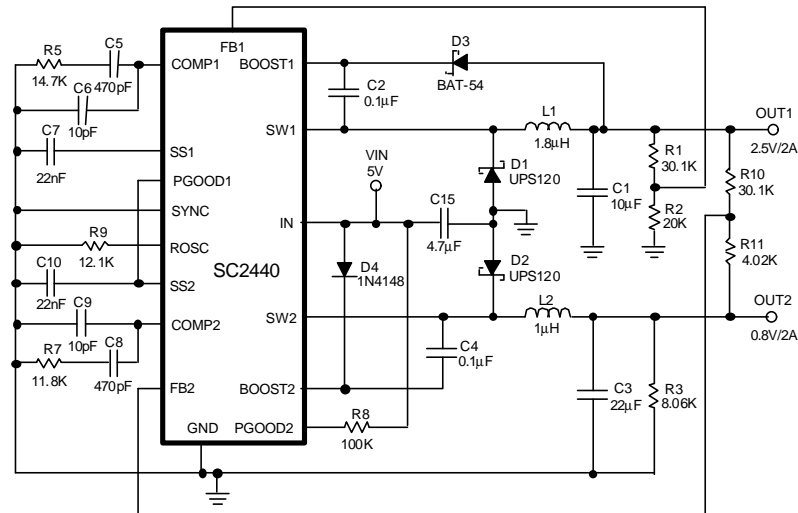 FB1
R5
14.7K
C5
470pF
COMP1
BOOST1
D3
BAT-54
C6
10pF
C2
0.1µF
C7
22nF
SS1
SW1
L1
1.8µH
OUT1
2.5V/2A
PGOOD1
VIN
5V
D1
UPS120
R1
30.1K
R10
30.1K
SYNC
IN
C15
4.7µF
C1
10µF
R2
20K
R9
12.1K
ROSC
SC2440
D4
1N4148
D2
UPS120
R11
4.02K
C10
22nF
SS2
C9
10pF
COMP2
SW2
L2
1µH
OUT2
0.8V/2A
R7
11.8K
C8
470pF
C4
0.1µF
FB2
BOOST2
C3
22µF
R3
8.06K
GND
PGOOD2
R8
100K